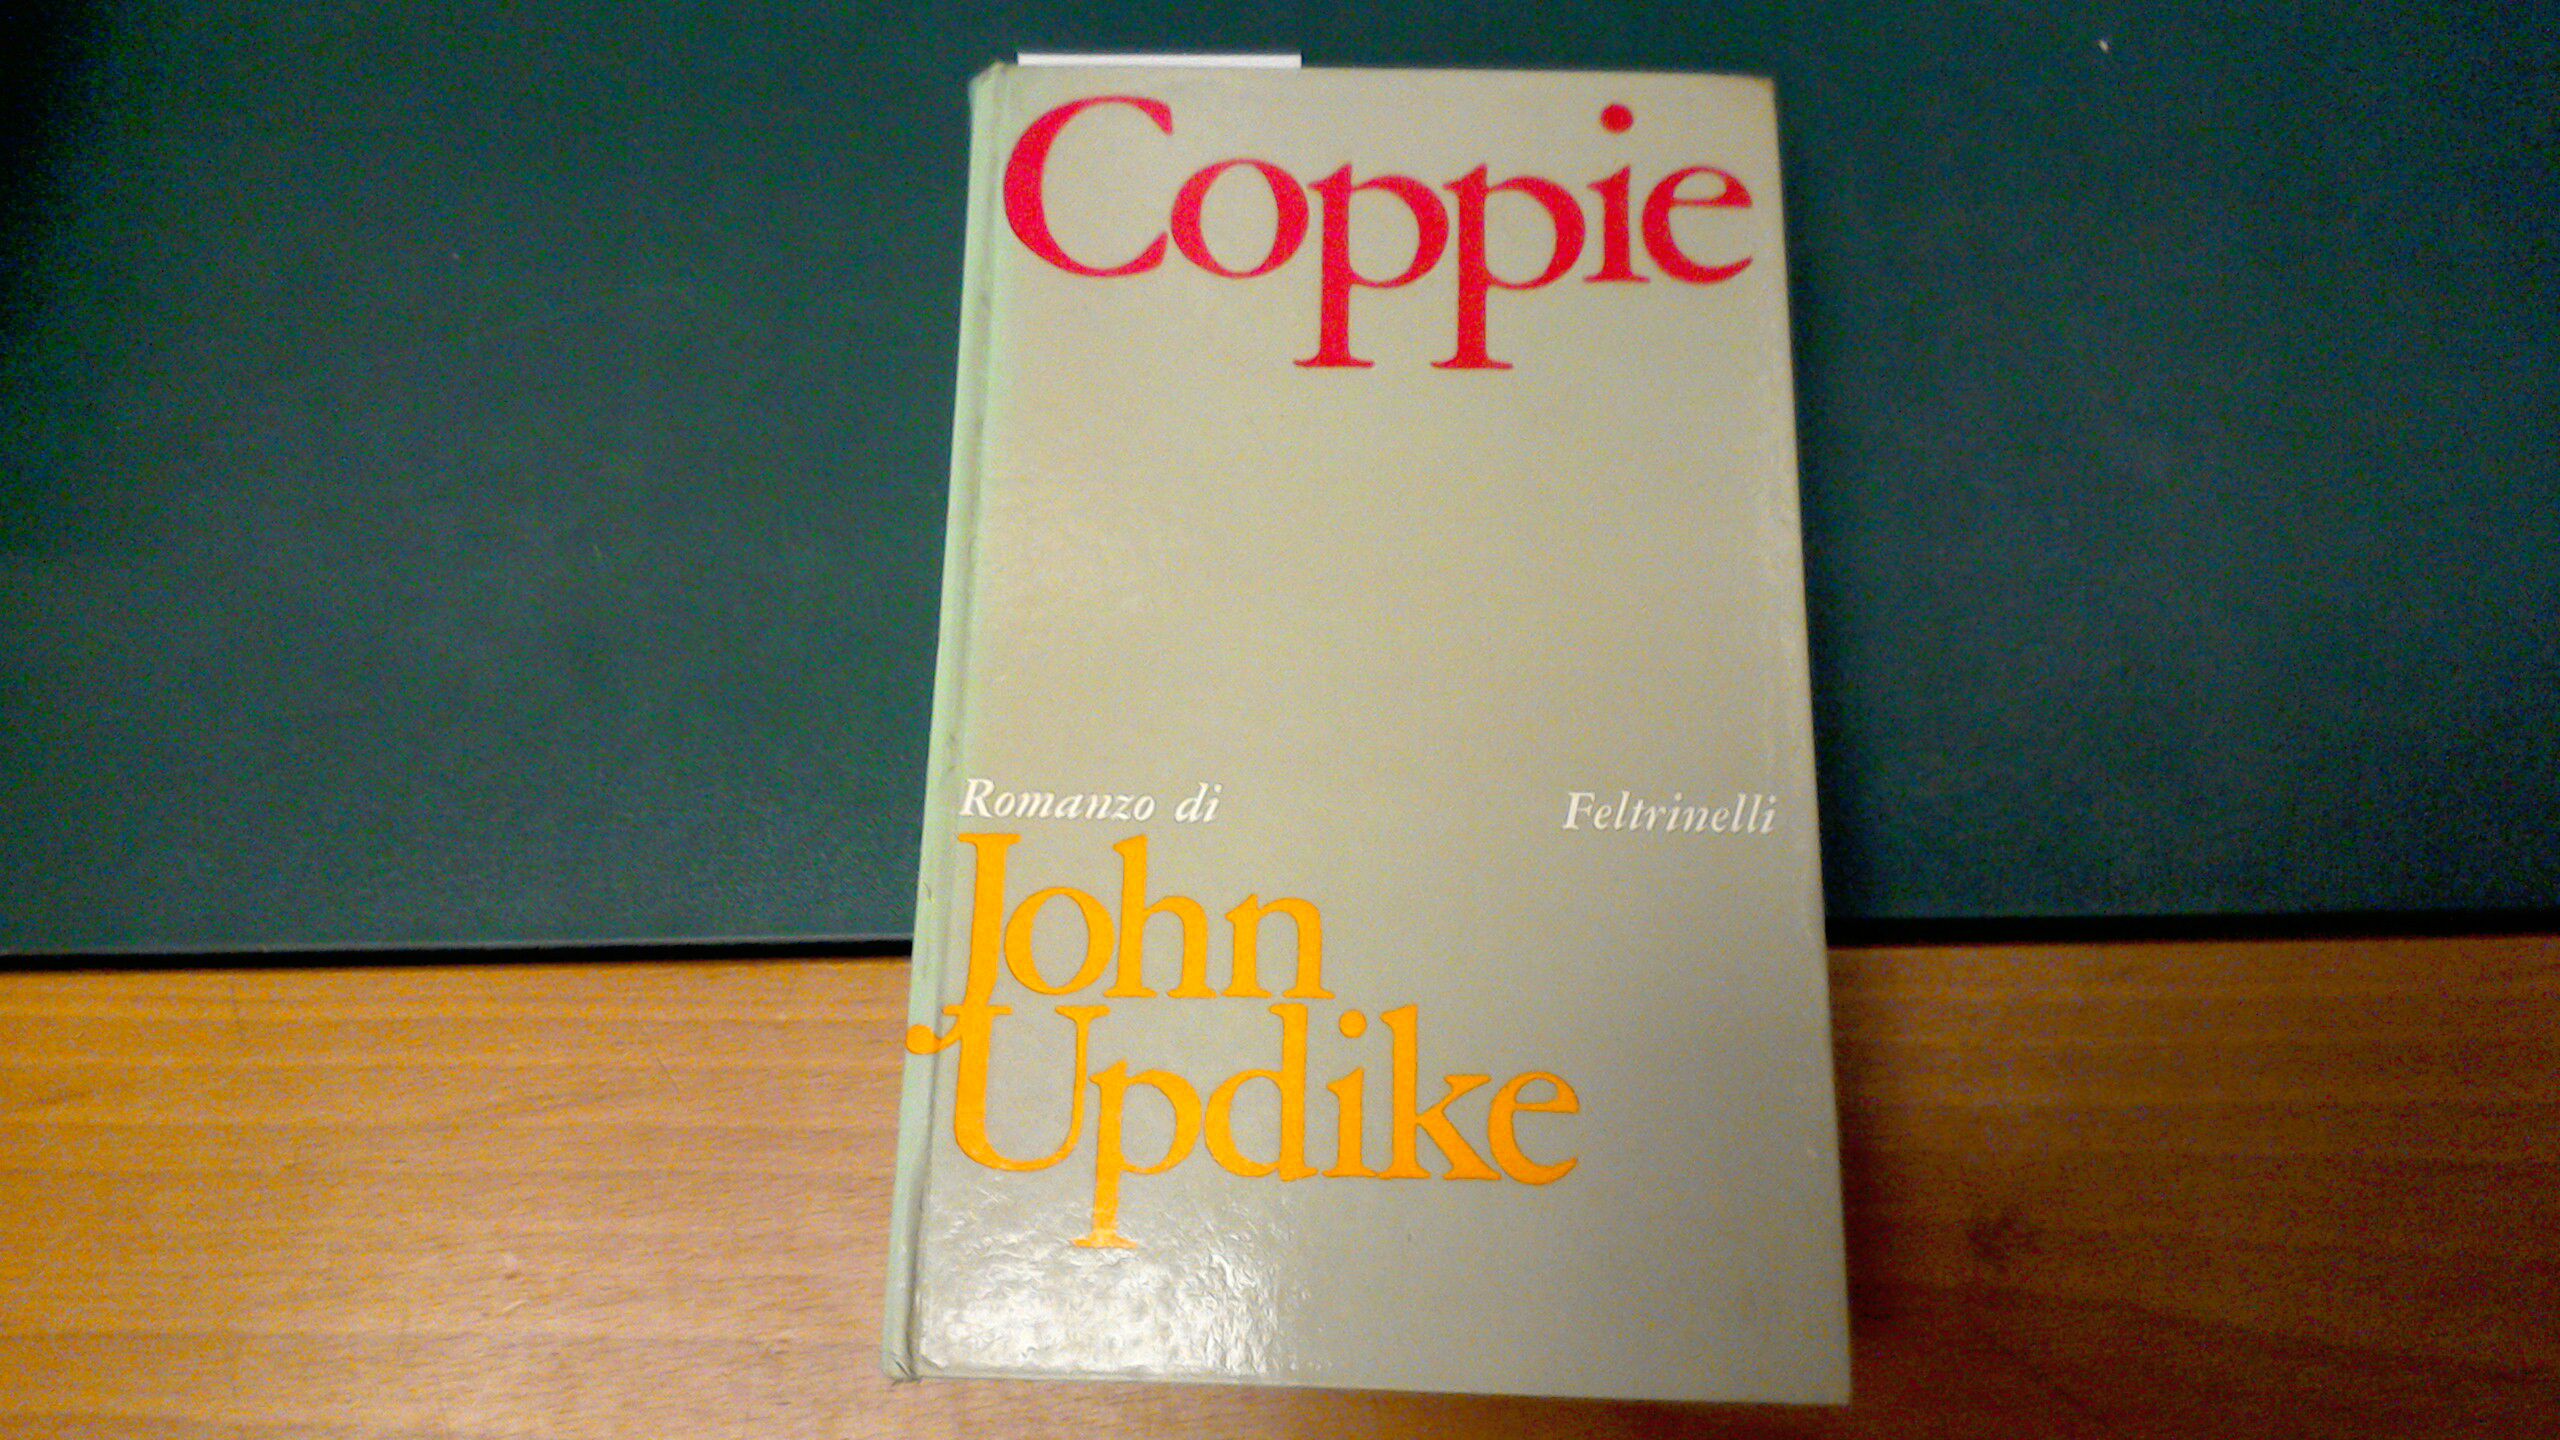 Coppie
Romanzo di
Feltrinelli
John
Updike